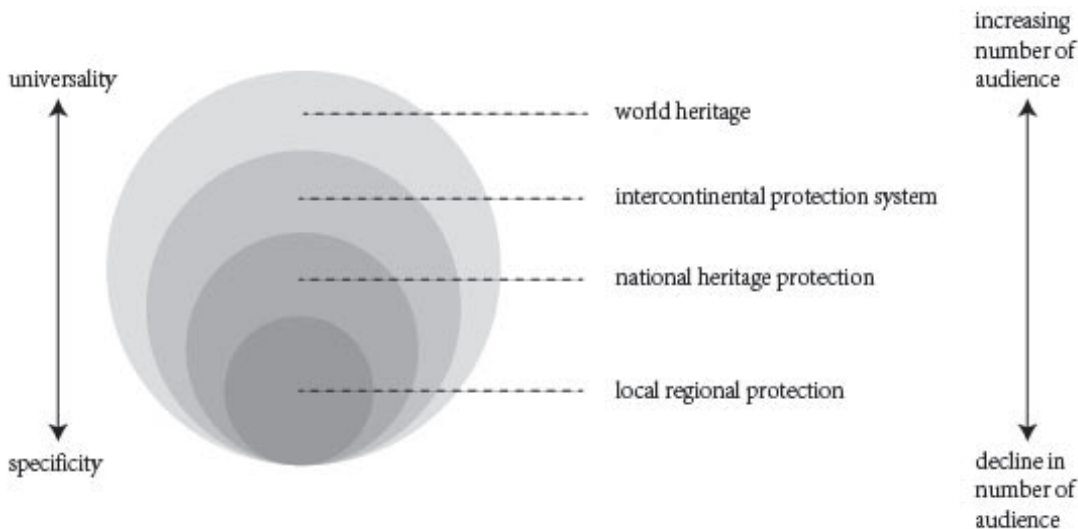 universality
specificity
world heritage
intercontinental protection system
national heritage protection
local regional protection
increasing
number of
audience
decline in
number of
audience